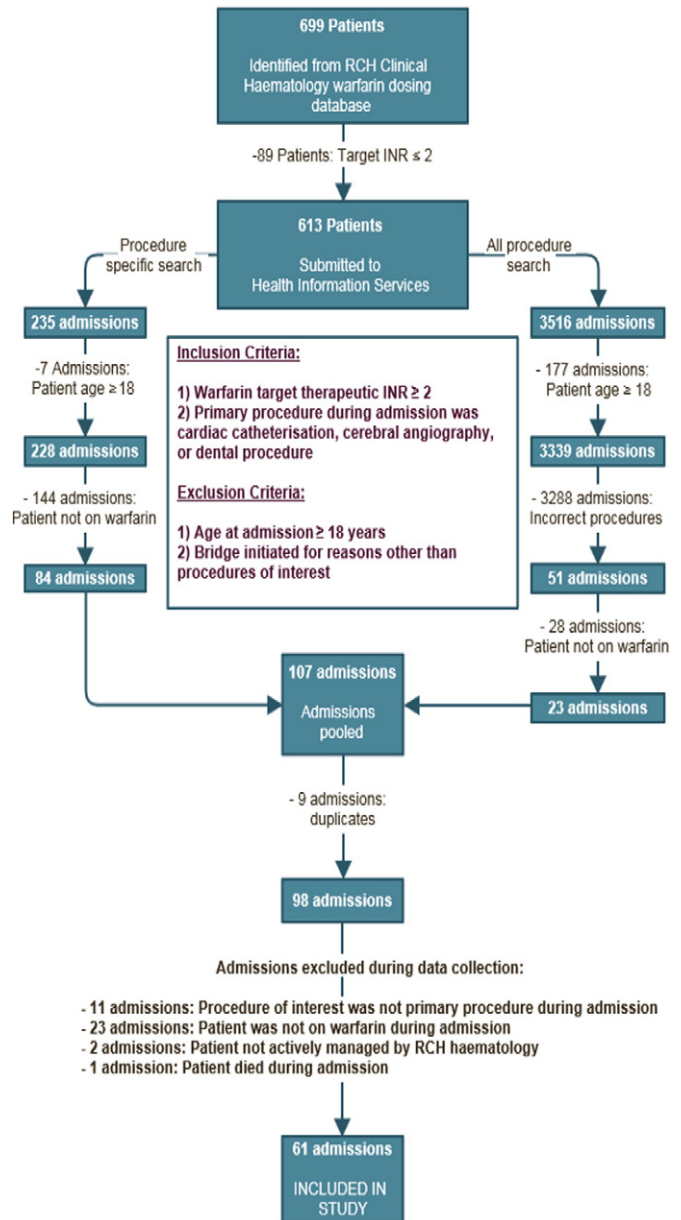 699 Patients
Identified from RCH Clinical
Haematology warfarin dosing
database
-89 Patients: Target INR ≤ 2
613 Patients
Submitted to
Health Information Services
Procedure
specific search
All procedure
search
235 admissions
3516 admissions
-7 Admissions:
Patient age ≥ 18
- 177 admissions:
Patient age ≥ 18
228 admissions
3339 admissions
- 144 admissions:
Patient not on warfarin
- 3288 admissions:
Incorrect procedures
84 admissions
51 admissions
- 28 admissions:
Patient not on warfarin
23 admissions
Inclusion Criteria:
1) Warfarin target therapeutic INR ≥ 2
2) Primary procedure during admission was
cardiac catheterisation, cerebral angiography,
or dental procedure
Exclusion Criteria:
1) Age at admission ≥ 18 years
2) Bridge initiated for reasons other than
procedures of interest
107 admissions
Admissions
pooled
- 9 admissions:
duplicates
98 admissions
Admissions excluded during data collection:
- 11 admissions: Procedure of interest was not primary procedure during admission
- 23 admissions: Patient was not on warfarin during admission
- 2 admissions: Patient not actively managed by RCH haematology
- 1 admission: Patient died during admission
61 admissions
INCLUDED IN
STUDY